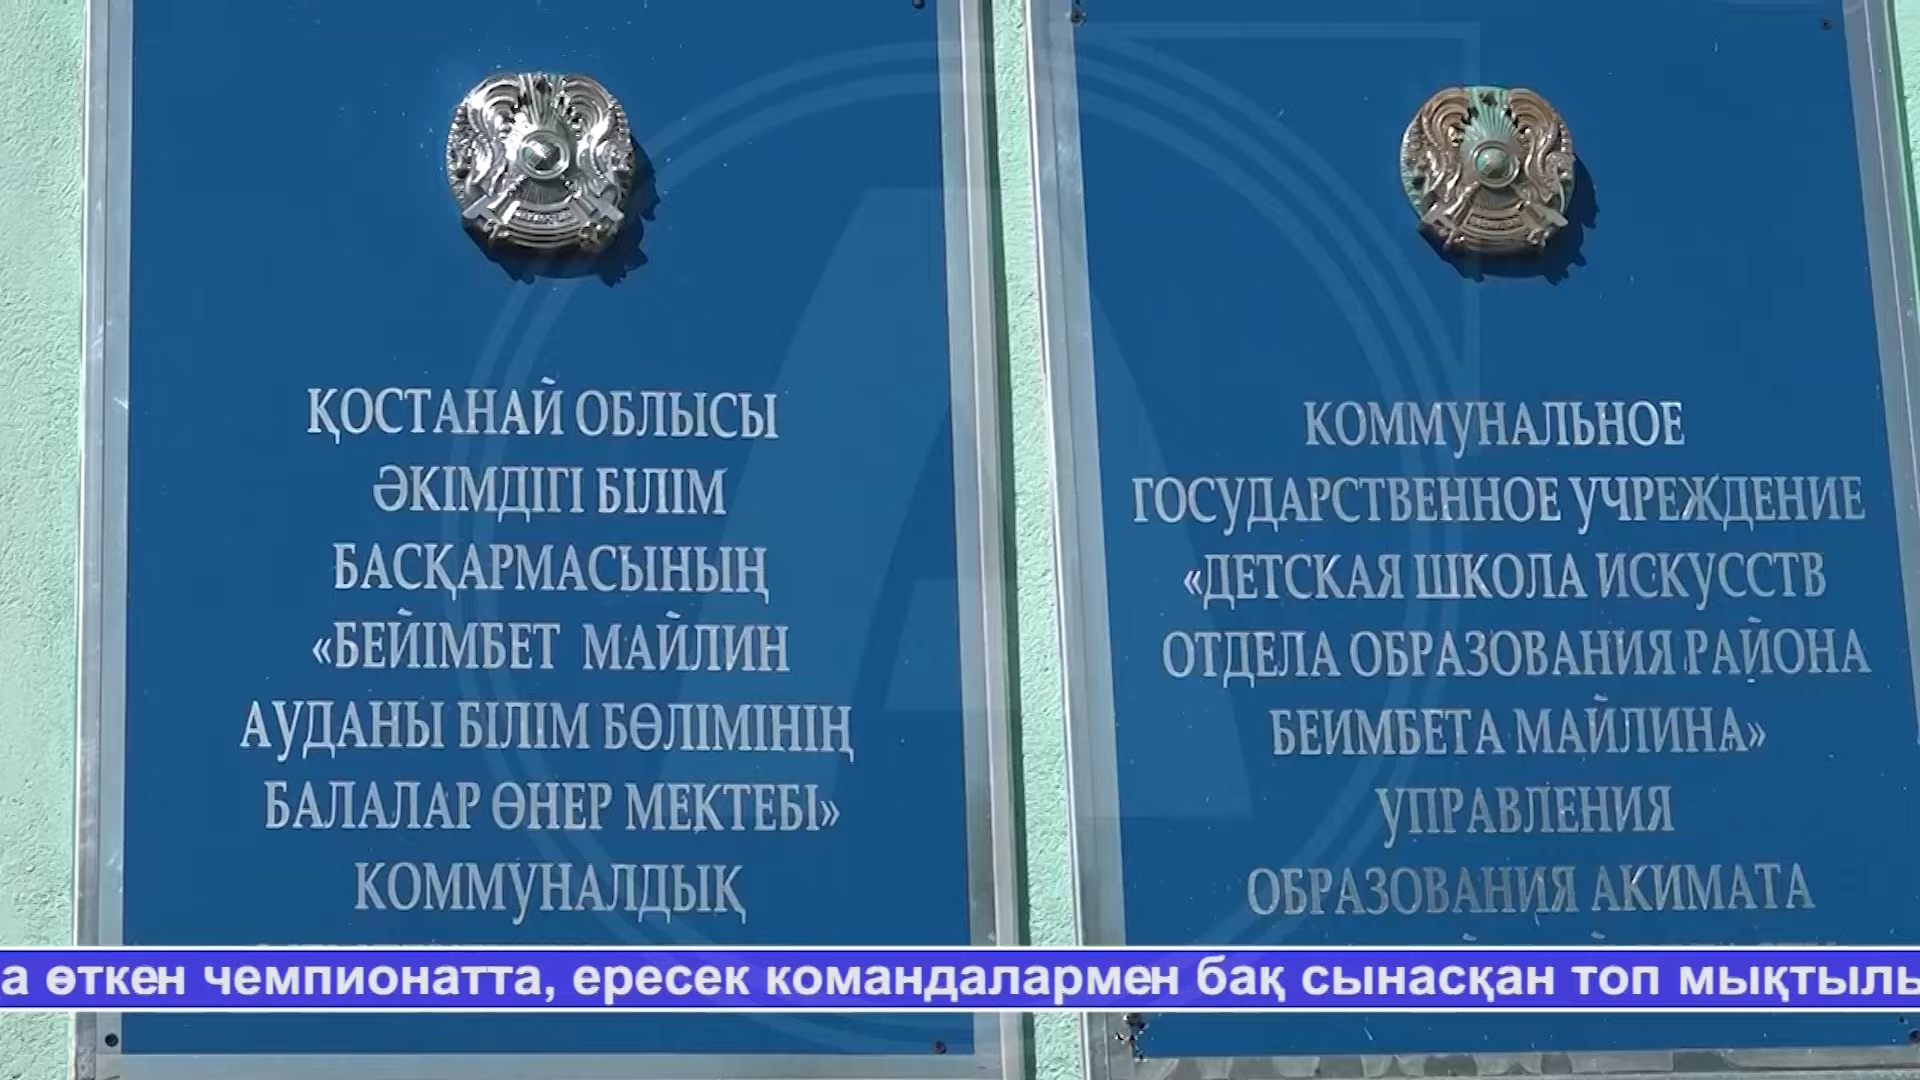 ҚОСТАНАЙ ОБЛЫСЫ
ӘКІМДІГІ БІЛІМ
БАСҚАРМАСЫНЫҢ
«БЕЙІМБЕТ МАЙЛИН
АУДАНЫ БІЛІМ БӨЛІМІНІҢ
БАЛАЛАР ӨНЕР МЕКТЕБІ»
КОММУНАЛДЫҚ
КОММУНАЛЬНОЕ
ГОСУДАРСТВЕННОЕ УЧРЕЖДЕНИЕ
«ДЕТСКАЯ ШКОЛА ИСКУССТВ
ОТДЕЛА ОБРАЗОВАНИЯ РАЙОНА
БЕИМБЕТА МАЙЛИНА»
УПРАВЛЕНИЯ
ОБРАЗОВАНИЯ АКИМАТА
а өткен чемпионатта, ересек командалармен бақ сынасқан топ мықтылы